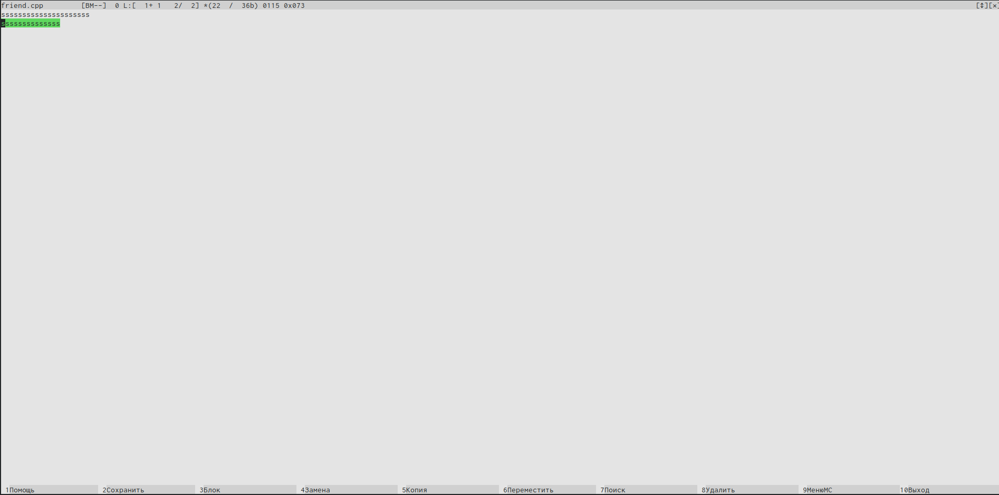 friend.cpp [BM--] 0 L:[ 1+ 1 2/ 2] *(22 / 36b) 0115 0x073 [↕][×]
sssssssssssssssssssss
ssssssssssssss
1Помощь 2Сохранить 3Блок 4Замена 5Копия 6Переместить 7Поиск 8Удалить 9МенюМС 10Выход